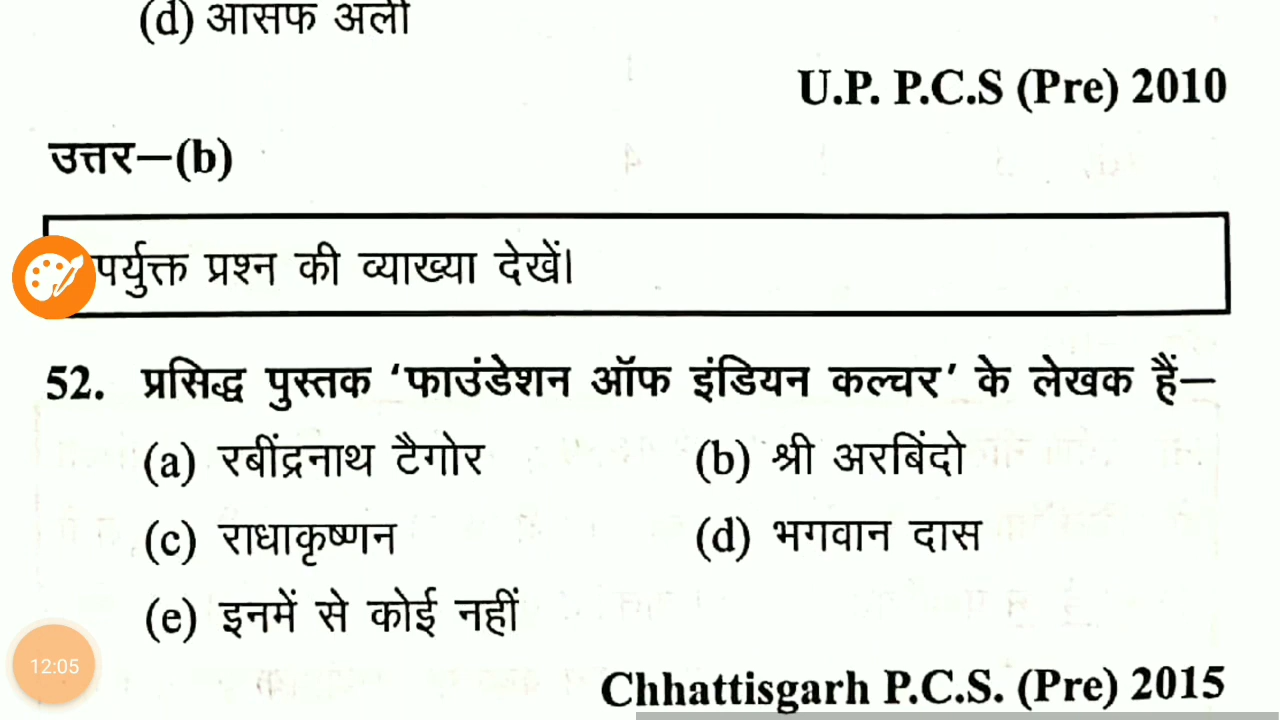 (d) आसफ अली
U.P. P.C.S (Pre) 2010
उत्तर–(b)
पर्युक्त प्रश्न की व्याख्या देखें।
52. प्रसिद्ध पुस्तक ‘फाउंडेशन ऑफ इंडियन कल्चर’ के लेखक हैं–
(a) रबींद्रनाथ टैगोर (b) श्री अरबिंदो
(c) राधाकृष्णन (d) भगवान दास
(e) इनमें से कोई नहीं
12:05
Chhattisgarh P.C.S. (Pre) 2015